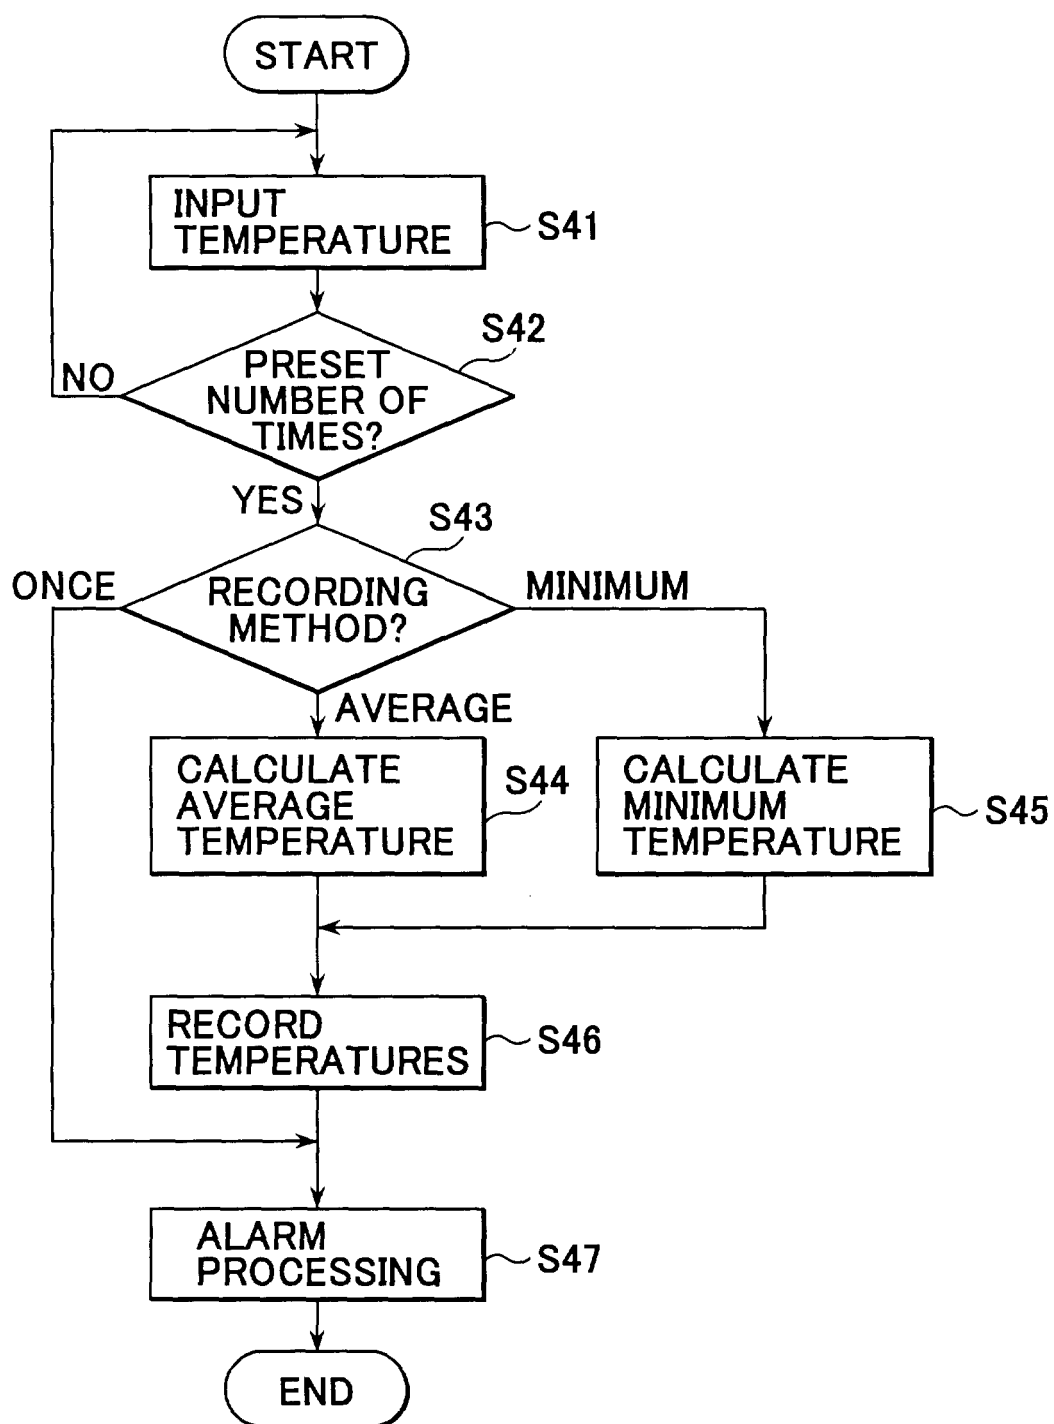 START
INPUT
TEMPERATURE
S41
S42
PRESET
NUMBER OF
TIMES?
NO
YES
S43
ONCE
RECORDING
METHOD?
MINIMUM
AVERAGE
CALCULATE
AVERAGE
TEMPERATURE
S44
CALCULATE
MINIMUM
TEMPERATURE
S45
RECORD
TEMPERATURES
S46
ALARM
PROCESSING
S47
END